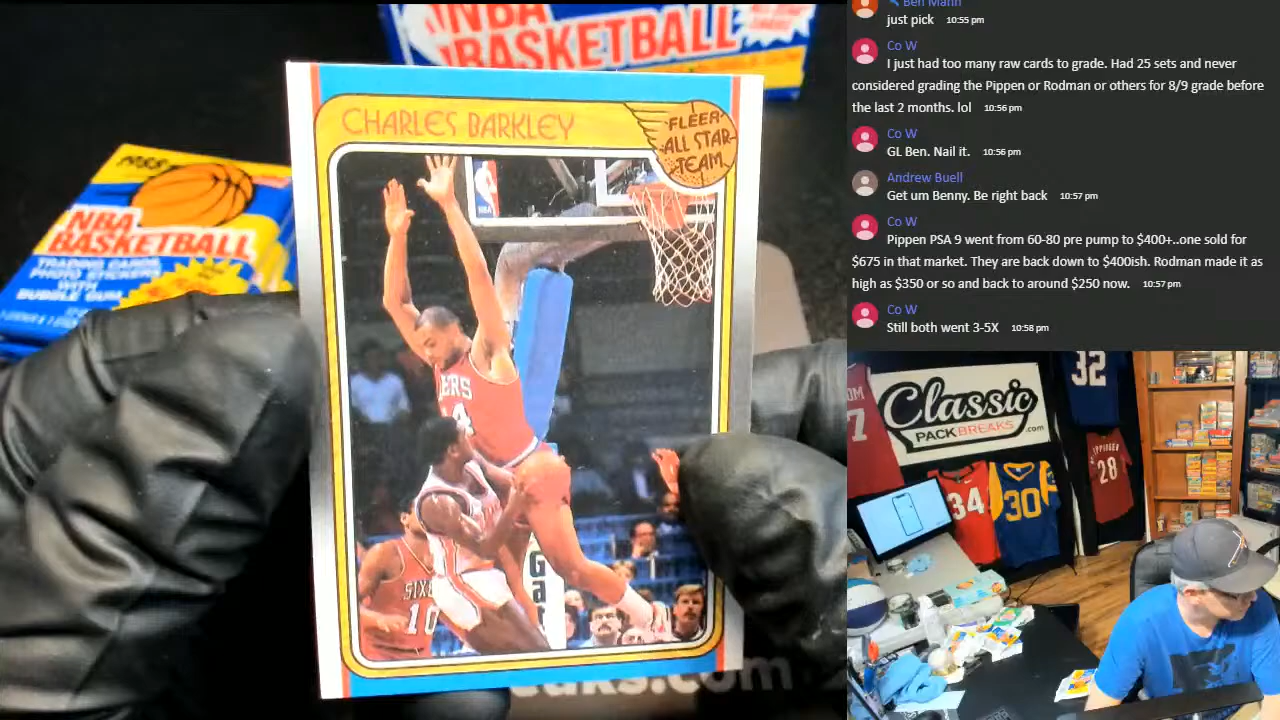 NBA
BASKETBALL
CHARLES BARKLEY
FLEER
ALL STAR
TEAM
NBA
ERS
SIXE
10
Gat
NBA
BASKETBALL
TRADING CARDS
PHOTO STICKERS
WITH
BUBBLE GUM
Ben Mann
just pick 10:55 pm
Co W
I just had too many raw cards to grade. Had 25 sets and never
considered grading the Pippen or Rodman or others for 8/9 grade before
the last 2 months. lol 10:56 pm
Co W
GL Ben. Nail it. 10:56 pm
Andrew Buell
Get um Benny. Be right back 10:57 pm
Co W
Pippen PSA 9 went from 60-80 pre pump to $400+..one sold for
$675 in that market. They are back down to $400ish. Rodman made it as
high as $350 or so and back to around $250 now. 10:57 pm
Co W
Still both went 3-5X 10:58 pm
Classic
PACKBREAKS.com
32
7
34
30
28